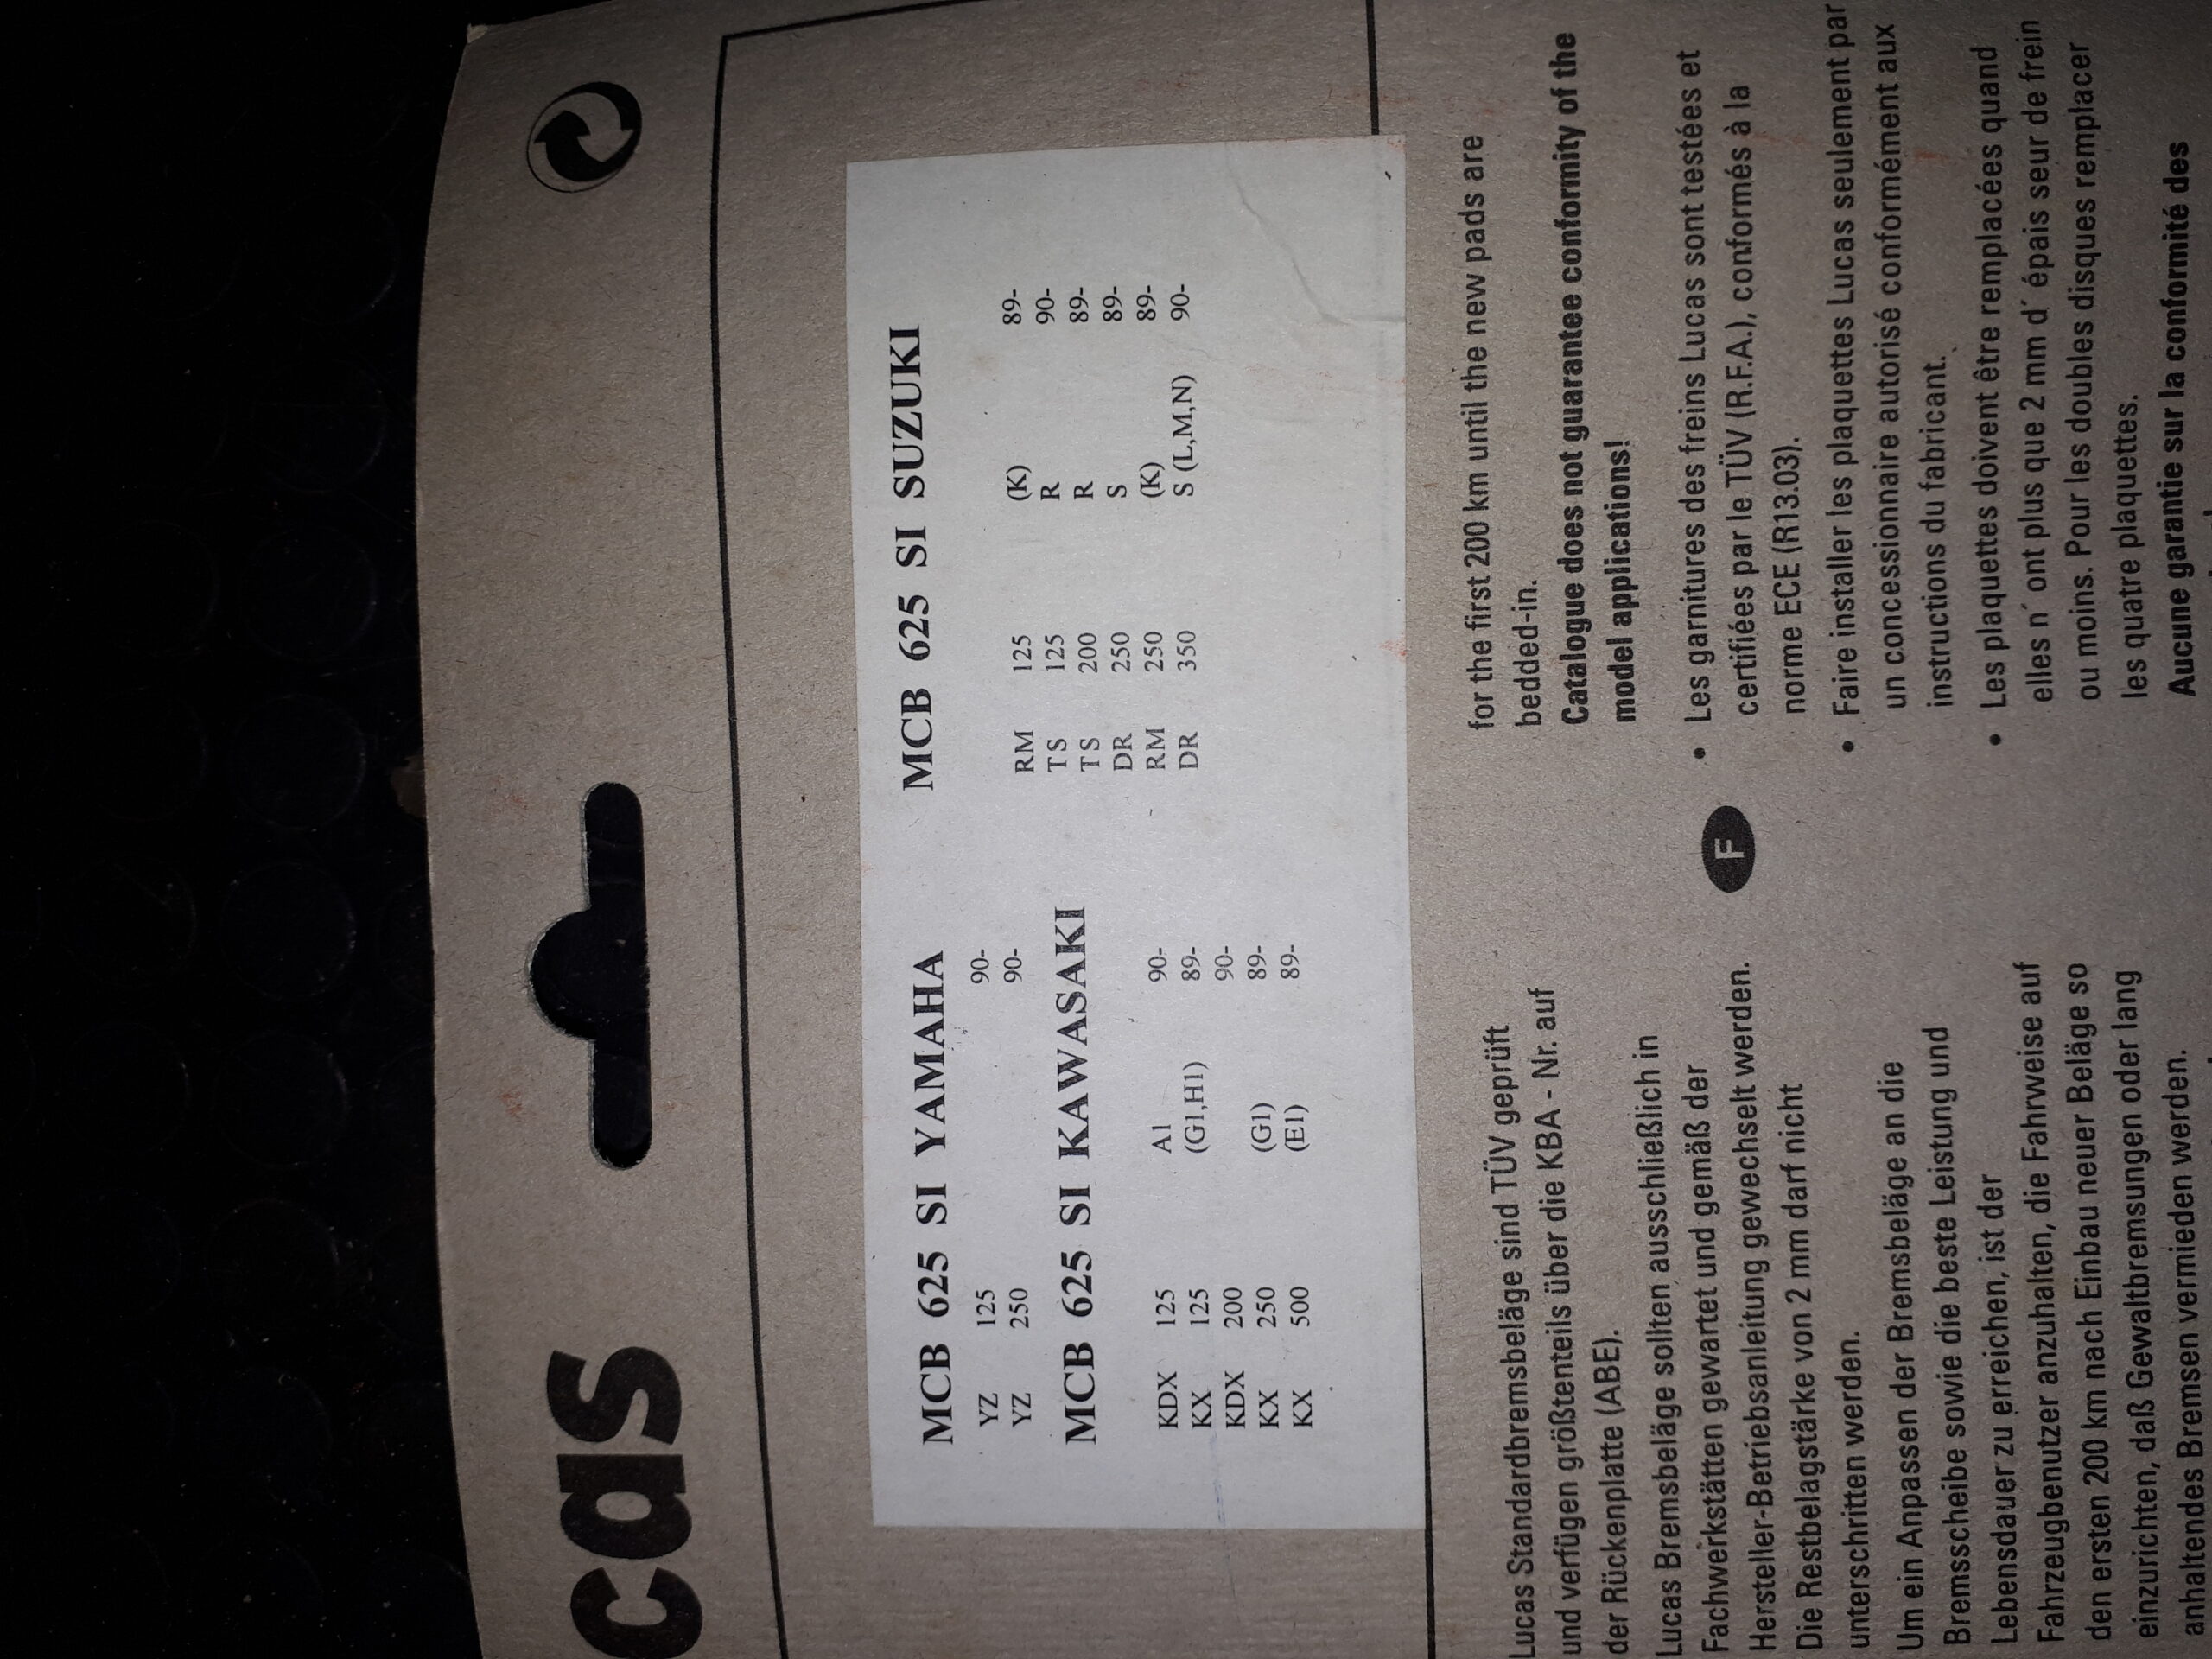 cas
MCB 625 SI YAMAHA
YZ 125 90-
YZ 250 90-
MCB 625 SI KAWASAKI
KDX 125 A1 90-
KX 125 (G1,H1) 89-
KDX 200 90-
KX 250 (G1) 89-
KX 500 (E1) 89-
MCB 625 SI SUZUKI
RM 125 (K) 89-
TS 125 R 90-
TS 200 R 89-
DR 250 S 89-
RM 250 (K) 89-
DR 350 S (L,M,N) 90-
Lucas Standardbremsbeläge sind TÜV geprüft
und verfügen größtenteils über die KBA - Nr. auf
der Rückenplatte (ABE).
Lucas Bremsbeläge sollten ausschließlich in
Fachwerkstätten gewartet und gemäß der
Hersteller-Betriebsanleitung gewechselt werden.
Die Restbelagstärke von 2 mm darf nicht
unterschritten werden.
Um ein Anpassen der Bremsbeläge an die
Bremsscheibe sowie die beste Leistung und
Lebensdauer zu erreichen, ist der
Fahrzeugbenutzer anzuhalten, die Fahrweise auf
den ersten 200 km nach Einbau neuer Beläge so
einzurichten, daß Gewaltbremsungen oder lang
anhaltendes Bremsen vermieden werden.
for the first 200 km until the new pads are
bedded-in.
Catalogue does not guarantee conformity of the
model applications!
F
• Les garnitures des freins Lucas sont testées et
certifiées par le TÜV (R.F.A.), conformés à la
norme ECE (R13.03).
• Faire installer les plaquettes Lucas seulement par
un concessionnaire autorisé conformément aux
instructions du fabricant.
• Les plaquettes doivent être remplacées quand
elles n´ ont plus que 2 mm d´ épais seur de frein
ou moins. Pour les doubles disques remplacer
les quatre plaquettes.
Aucune garantie sur la conformité des